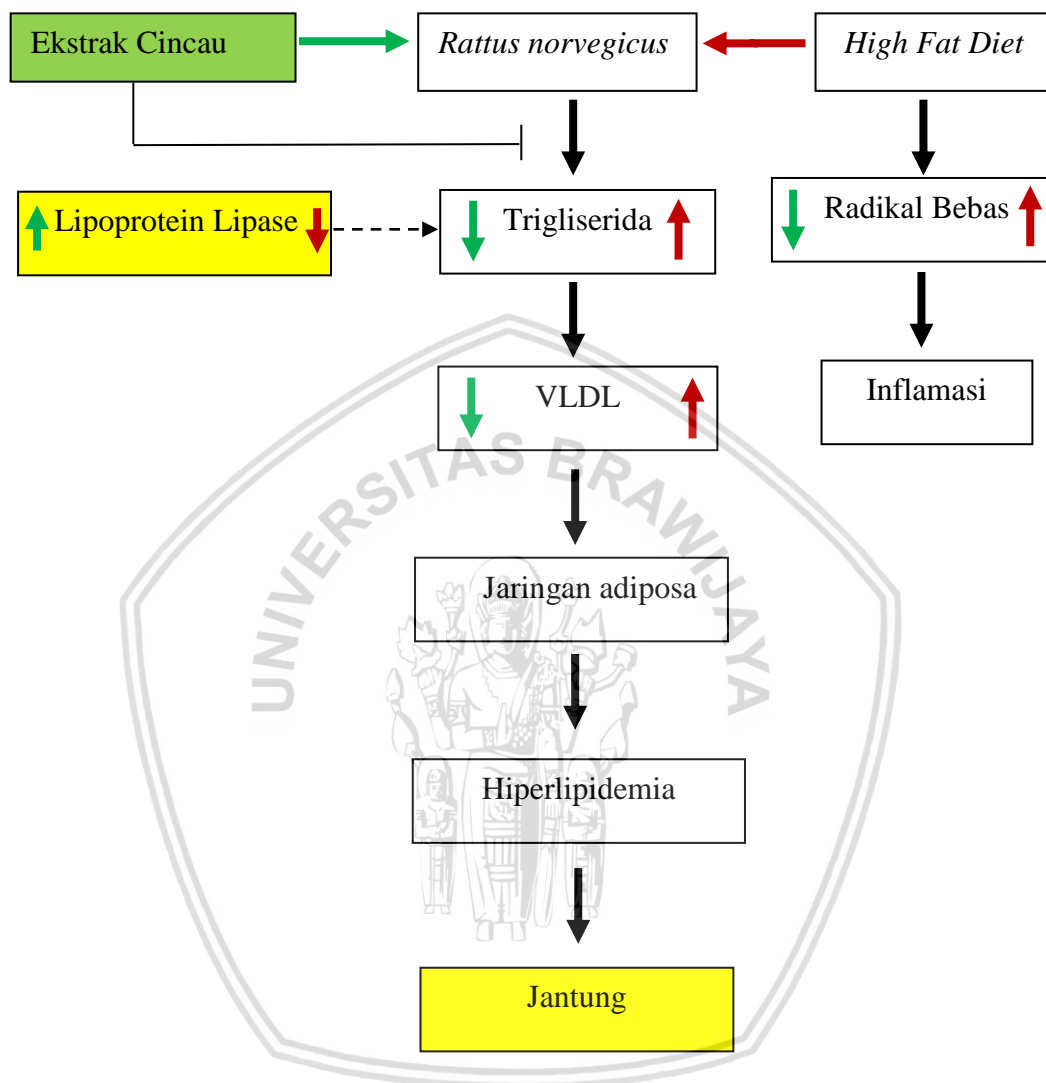 Ekstrak Cincau
Rattus norvegicus
High Fat Diet
Lipoprotein Lipase
Trigliserida
Radikal Bebas
VLDL
Inflamasi
UNIVERSITAS BRAWIJAYA
Jaringan adiposa
Hiperlipidemia
Jantung